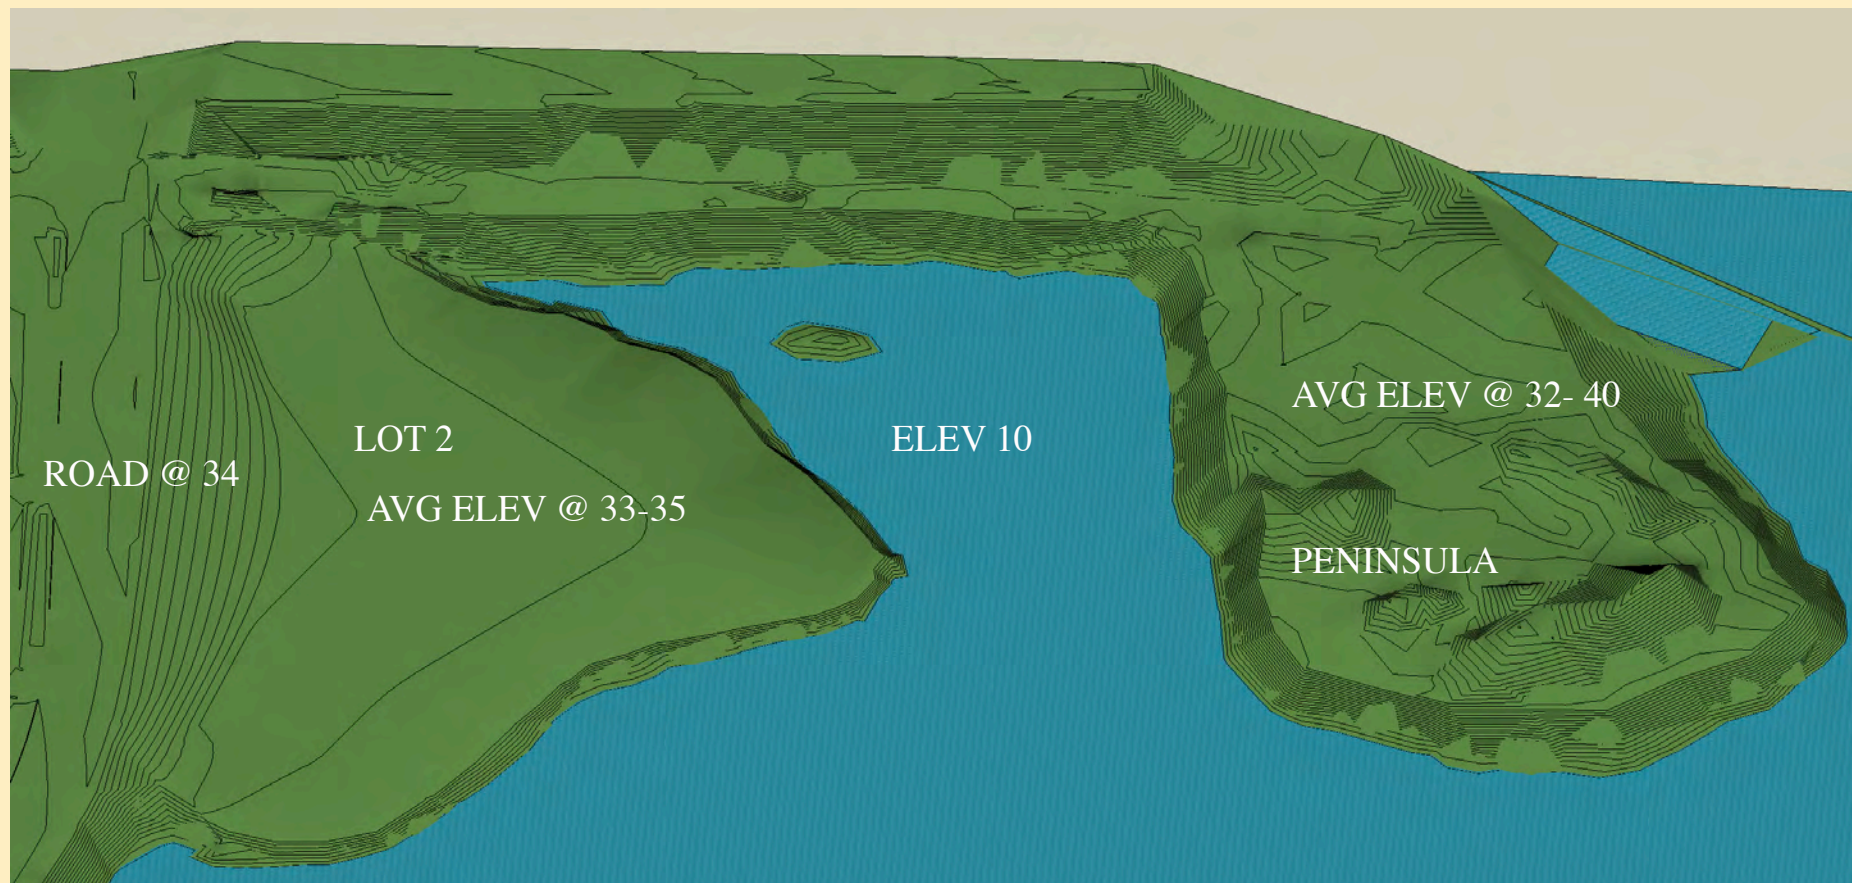 AVG ELEV @ 32- 40
LOT 2
ELEV 10
ROAD @ 34
AVG ELEV @ 33-35
PENINSULA